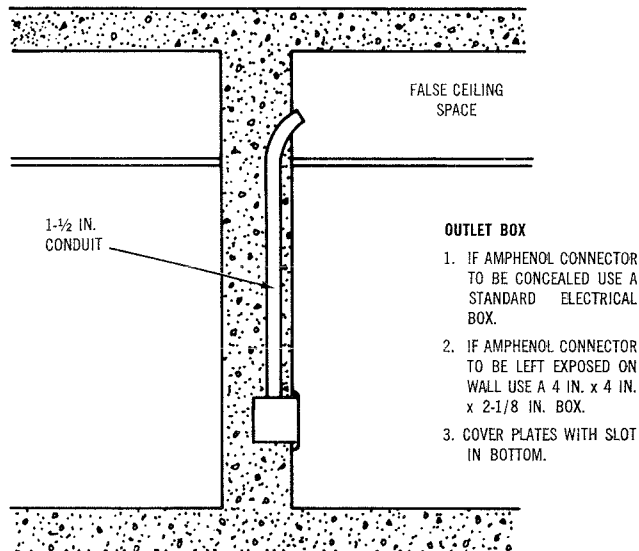 FALSE CEILING
SPACE
1-½ IN.
CONDUIT
OUTLET BOX
1. IF AMPHENOL CONNECTOR
TO BE CONCEALED USE A
STANDARD ELECTRICAL
BOX.
2. IF AMPHENOL CONNECTOR
TO BE LEFT EXPOSED ON
WALL USE A 4 IN. x 4 IN.
x 2-1/8 IN. BOX.
3. COVER PLATES WITH SLOT
IN BOTTOM.